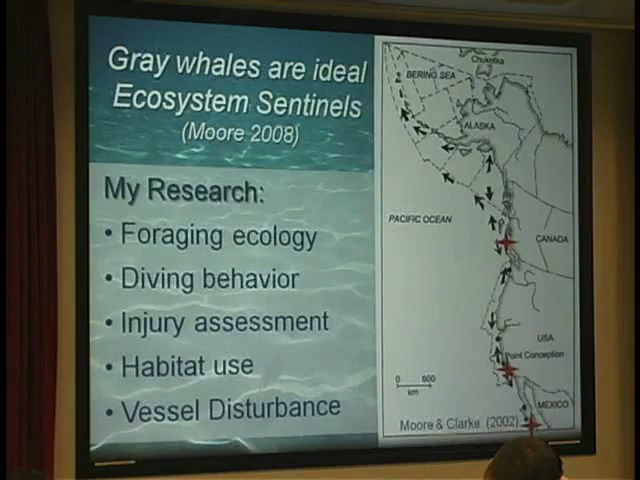 Gray whales are ideal
Ecosystem Sentinels
(Moore 2008)
My Research:
• Foraging ecology
• Diving behavior
• Injury assessment
• Habitat use
• Vessel Disturbance
Chukotka
BERING SEA
ALASKA
PACIFIC OCEAN
CANADA
USA
Point Conception
0 600
km
MEXICO
Moore & Clarke (2002)